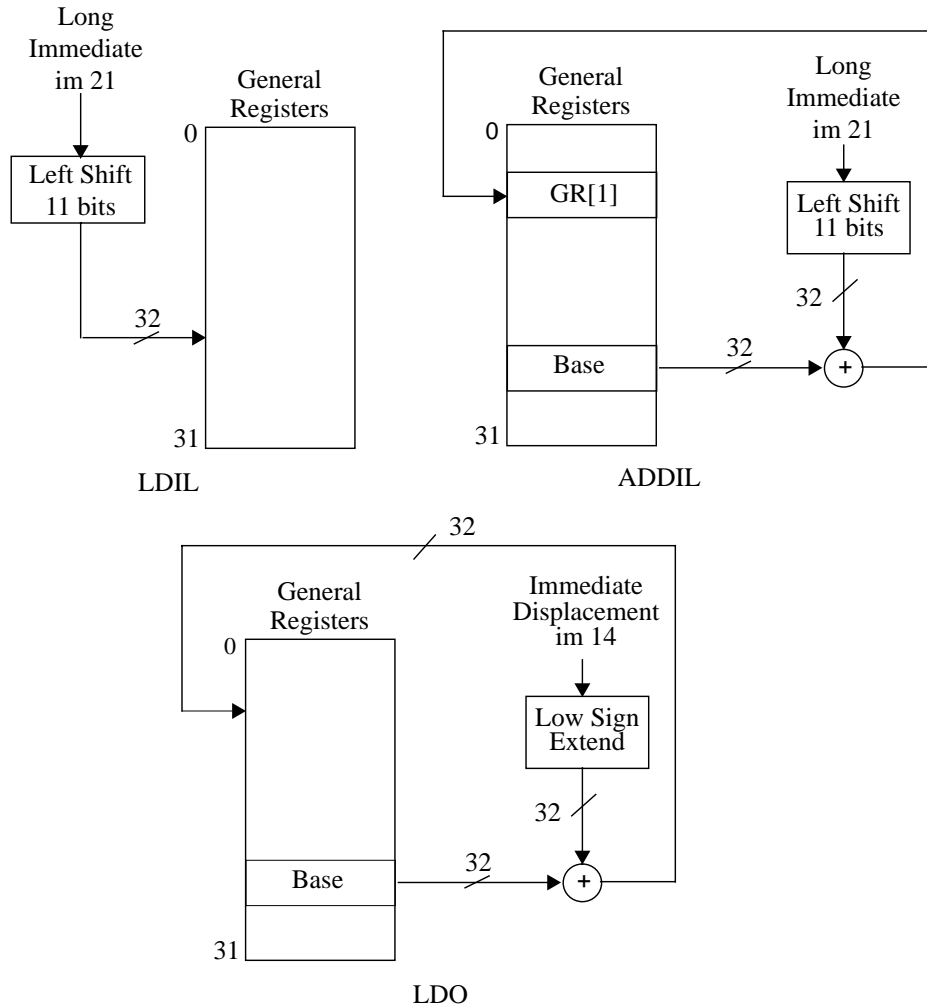 Long
Immediate
im 21
Left Shift
11 bits
32
General
Registers
0
31
LDIL
General
Registers
0
GR[1]
Base
31
32
Long
Immediate
im 21
Left Shift
11 bits
32
+
ADDIL
32
General
Registers
0
Base
31
32
Immediate
Displacement
im 14
Low Sign
Extend
32
+
LDO